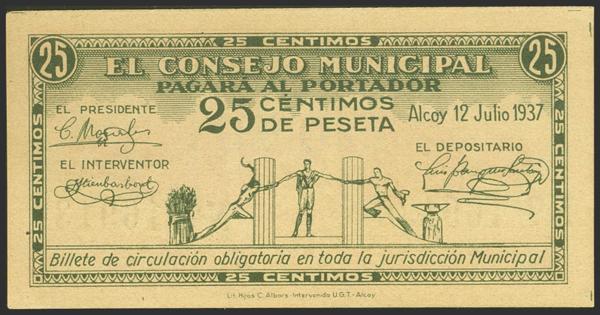 25 CENTIMOS
25
25
EL CONSEJO MUNICIPAL
PAGARÁ AL PORTADOR
25 CÉNTIMOS
DE PESETA
Alcoy 12 Julio 1937
EL PRESIDENTE
EL INTERVENTOR
EL DEPOSITARIO
25 CENTIMOS
25 CENTIMOS
Billete de circulación obligatoria en toda la jurisdicción Municipal
25 CENTIMOS
Lit. Hijos C. Albors - Intervenida U.G.T. - Alcoy